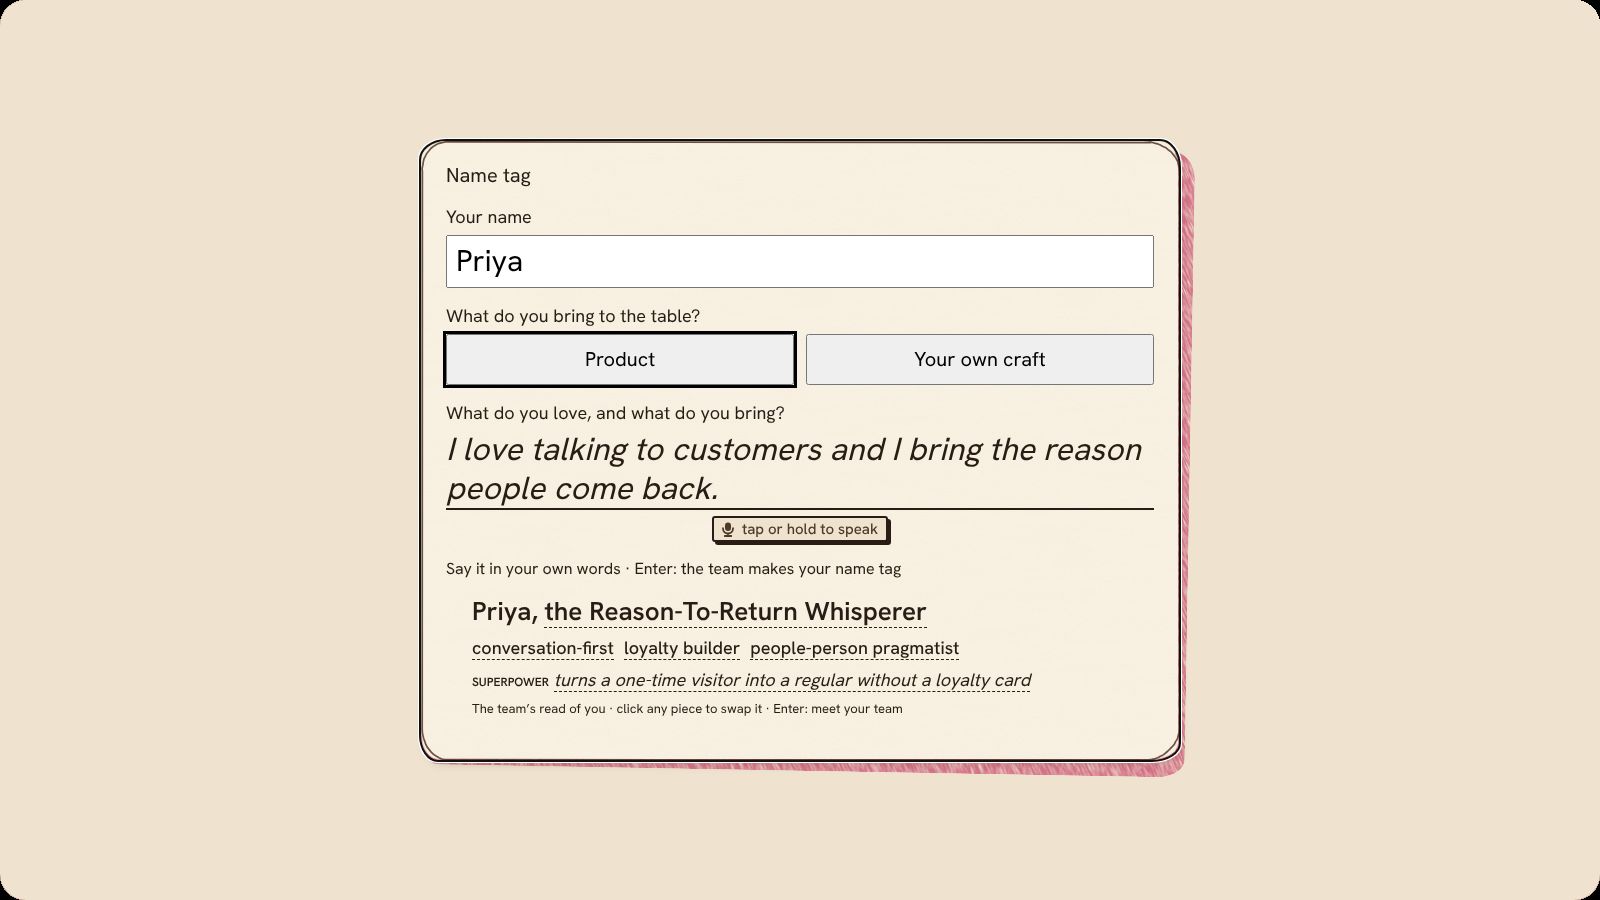 Name tag
Your name
Priya
What do you bring to the table?
Product
Your own craft
What do you love, and what do you bring?
I love talking to customers and I bring the reason
people come back.
tap or hold to speak
Say it in your own words · Enter: the team makes your name tag
Priya, the Reason-To-Return Whisperer
conversation-first loyalty builder people-person pragmatist
SUPERPOWER turns a one-time visitor into a regular without a loyalty card
The team’s read of you · click any piece to swap it · Enter: meet your team